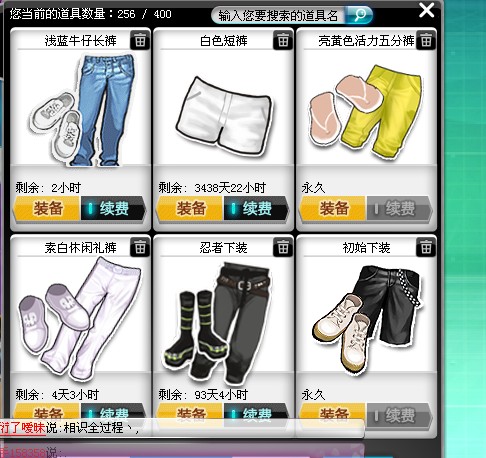 您当前的道具数量：256 / 400
输入您要搜索的道具名
浅蓝牛仔长裤
白色短裤
亮黄色活力五分裤
剩余: 2小时
剩余: 3438天22小时
永久
装备 续费
装备 续费
装备 续费
素白休闲礼裤
忍者下装
初始下装
剩余: 4天3小时
剩余: 93天4小时
永久
装备 续费
装备 续费
装备 续费
衍了嗳昧说:相识全过程丶,